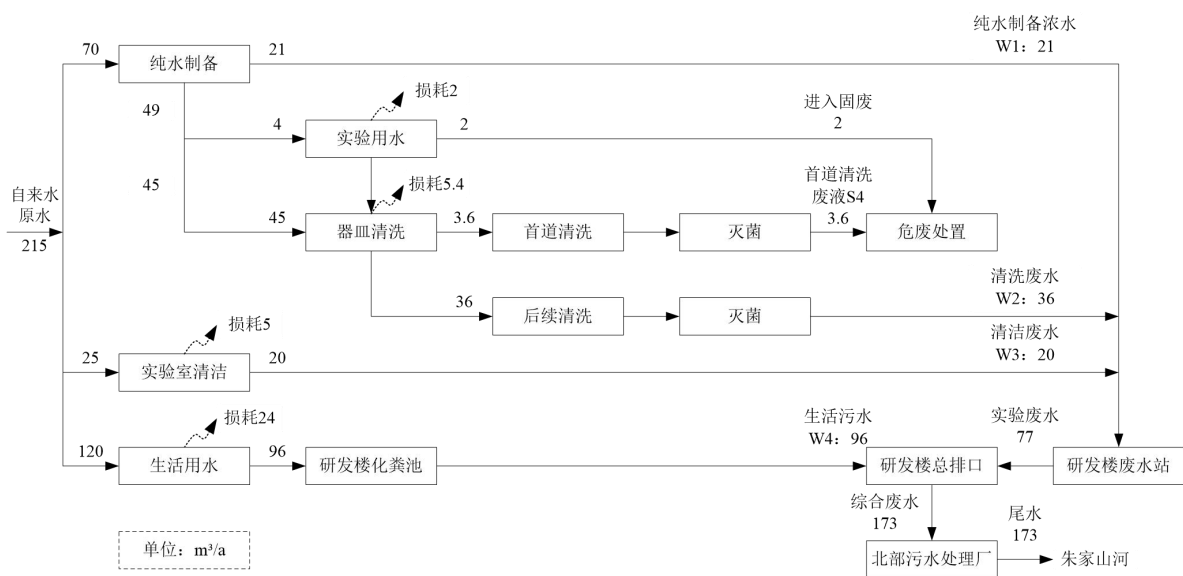 纯水制备浓水
W1：21
70
纯水制备
21
损耗2
49
进入固废
2
4
实验用水
2
45
损耗5.4
首道清洗
废液S4
自来水
原水
215
45
器皿清洗
3.6
首道清洗
灭菌
3.6
危废处置
清洗废水
W2：36
36
后续清洗
灭菌
损耗5
清洁废水
W3：20
25
实验室清洁
20
损耗24
生活污水
W4：96
实验废水
77
120
生活用水
96
研发楼化粪池
研发楼总排口
研发楼废水站
综合废水
173
尾水
173
单位：m³/a
北部污水处理厂
朱家山河